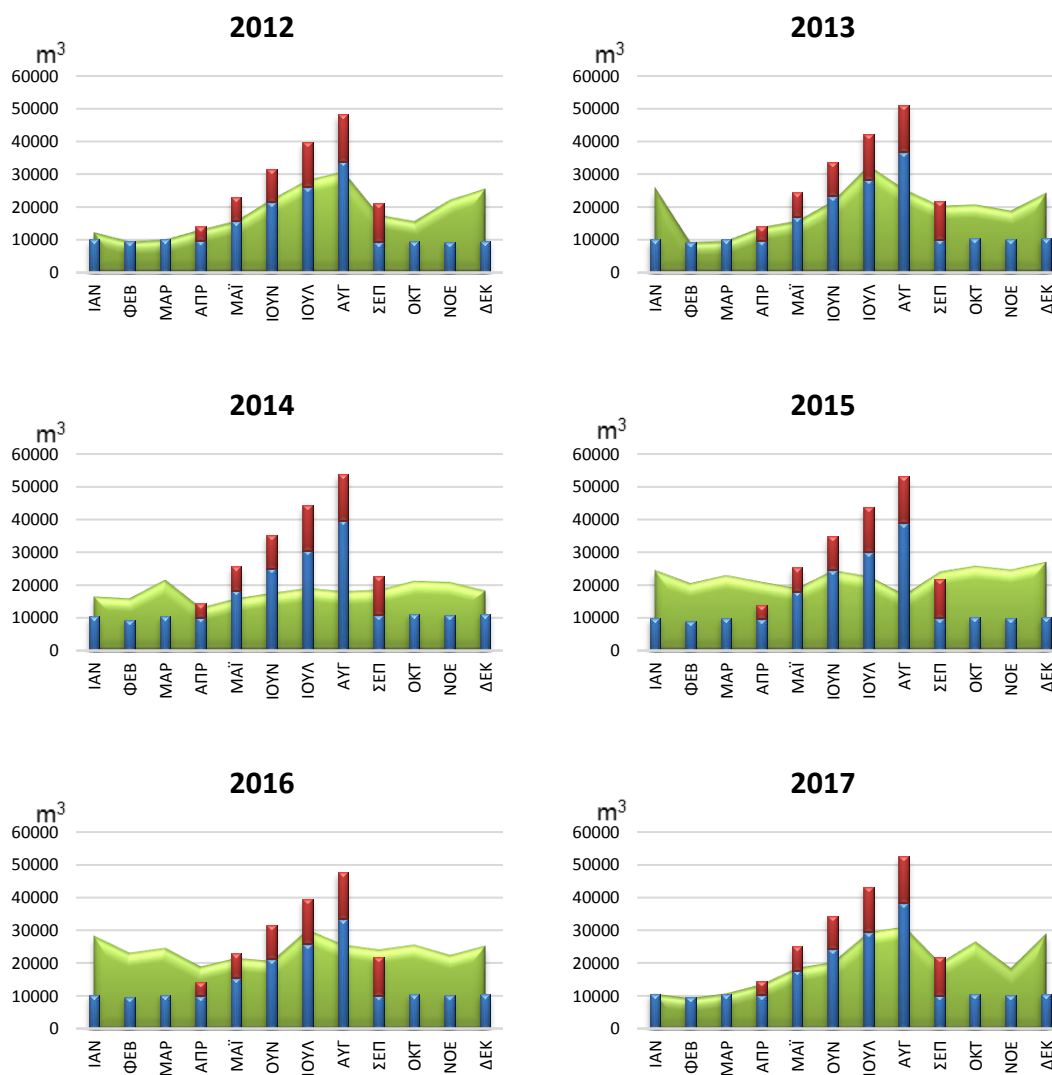 2012
m³
60000
50000
40000
30000
20000
10000
0
ΙΑΝ
ΦΕΒ
ΜΑΡ
ΑΠΡ
ΜΑΪ
ΙΟΥΝ
ΙΟΥΛ
ΑΥΓ
ΣΕΠ
ΟΚΤ
ΝΟΕ
ΔΕΚ
2013
m³
60000
50000
40000
30000
20000
10000
0
ΙΑΝ
ΦΕΒ
ΜΑΡ
ΑΠΡ
ΜΑΪ
ΙΟΥΝ
ΙΟΥΛ
ΑΥΓ
ΣΕΠ
ΟΚΤ
ΝΟΕ
ΔΕΚ
2014
m³
60000
50000
40000
30000
20000
10000
0
ΙΑΝ
ΦΕΒ
ΜΑΡ
ΑΠΡ
ΜΑΪ
ΙΟΥΝ
ΙΟΥΛ
ΑΥΓ
ΣΕΠ
ΟΚΤ
ΝΟΕ
ΔΕΚ
2015
m³
60000
50000
40000
30000
20000
10000
0
ΙΑΝ
ΦΕΒ
ΜΑΡ
ΑΠΡ
ΜΑΪ
ΙΟΥΝ
ΙΟΥΛ
ΑΥΓ
ΣΕΠ
ΟΚΤ
ΝΟΕ
ΔΕΚ
2016
m³
60000
50000
40000
30000
20000
10000
0
ΙΑΝ
ΦΕΒ
ΜΑΡ
ΑΠΡ
ΜΑΪ
ΙΟΥΝ
ΙΟΥΛ
ΑΥΓ
ΣΕΠ
ΟΚΤ
ΝΟΕ
ΔΕΚ
2017
m³
60000
50000
40000
30000
20000
10000
0
ΙΑΝ
ΦΕΒ
ΜΑΡ
ΑΠΡ
ΜΑΪ
ΙΟΥΝ
ΙΟΥΛ
ΑΥΓ
ΣΕΠ
ΟΚΤ
ΝΟΕ
ΔΕΚ